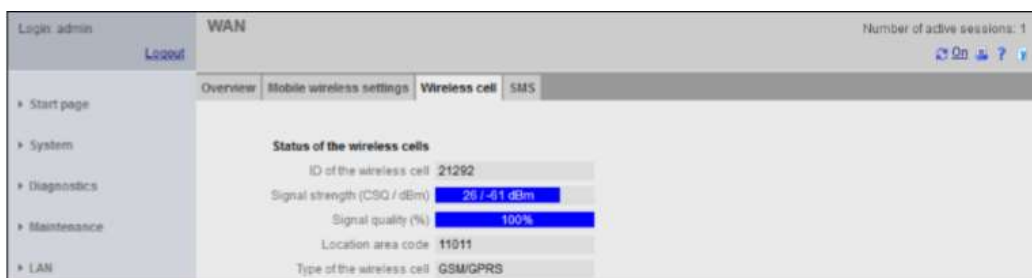 Login: admin
Logout
WAN
Number of active sessions: 1
On ?
Overview Mobile wireless settings Wireless cell SMS
Start page
System
Diagnostics
Maintenance
LAN
Status of the wireless cells
ID of the wireless cell 21292
Signal strength (CSQ / dBm) 26 / -61 dBm
Signal quality (%) 100%
Location area code 11011
Type of the wireless cell GSM/GPRS